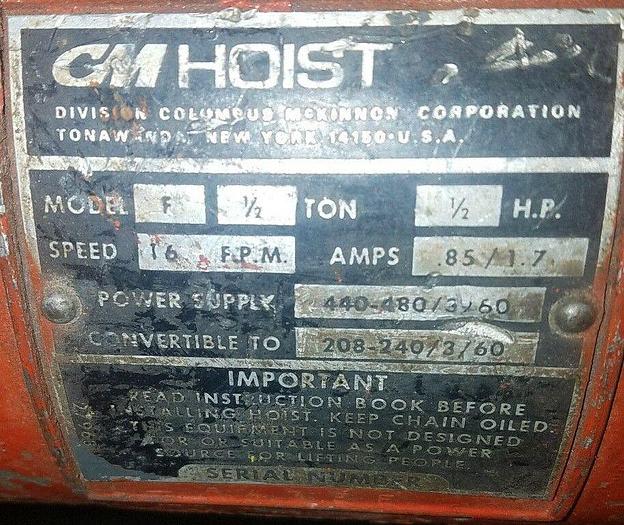 CM HOIST
DIVISION COLUMBUS MCKINNON CORPORATION
TONAWANDA, NEW YORK 14150-U.S.A.
MODEL F 1/2 TON 1/2 H.P.
SPEED 16 F.P.M. AMPS .85/1.7
POWER SUPPLY 440-480/3/60
CONVERTIBLE TO 208-240/3/60
IMPORTANT
READ INSTRUCTION BOOK BEFORE
INSTALLING HOIST. KEEP CHAIN OILED.
THIS EQUIPMENT IS NOT DESIGNED
FOR OR SUITABLE AS A POWER
SOURCE FOR LIFTING PEOPLE.
SERIAL NUMBER